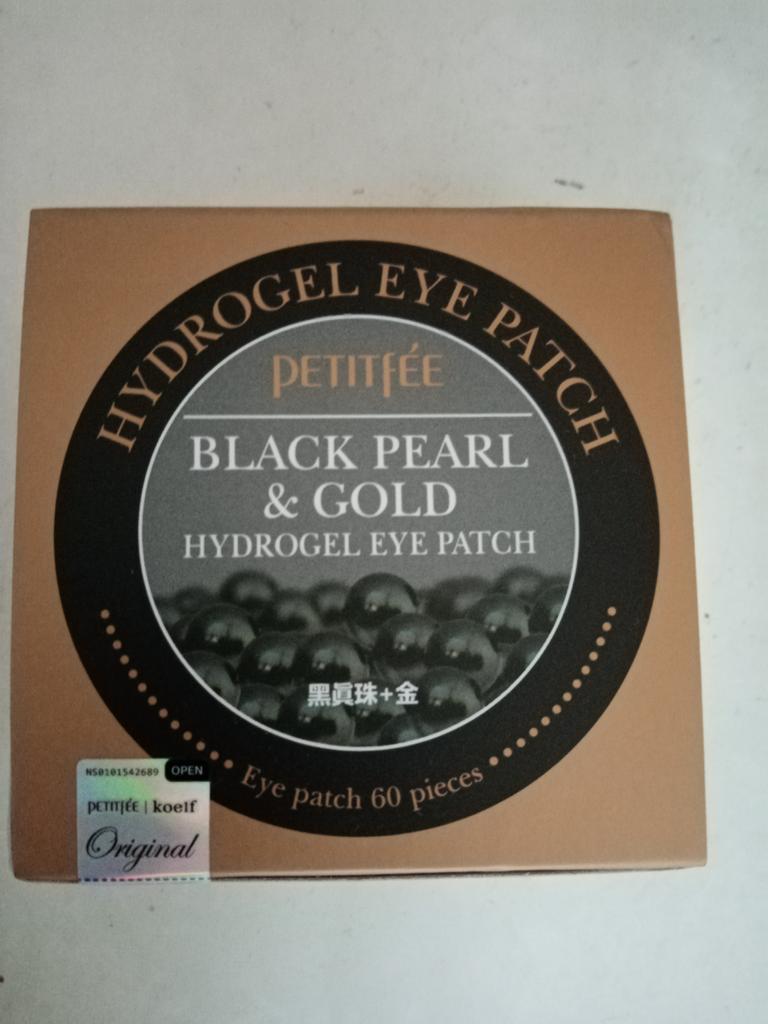 HYDROGEL EYE PATCH
PETITFÉE
BLACK PEARL
& GOLD
HYDROGEL EYE PATCH
黑眞珠+金
Eye patch 60 pieces
NS0101542689 OPEN
PETITFÉE | koelf
Original